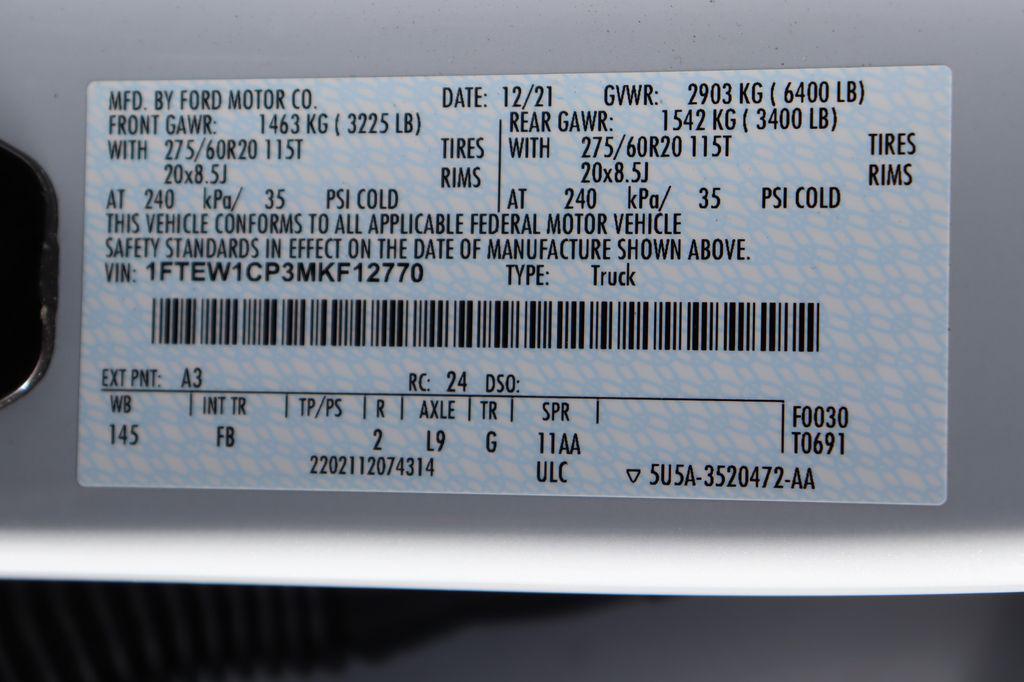 MFD. BY FORD MOTOR CO. DATE: 12/21 GVWR: 2903 KG ( 6400 LB)
FRONT GAWR: 1463 KG ( 3225 LB) REAR GAWR: 1542 KG ( 3400 LB)
WITH 275/60R20 115T TIRES WITH 275/60R20 115T TIRES
20x8.5J RIMS 20x8.5J RIMS
AT 240 kPa/ 35 PSI COLD AT 240 kPa/ 35 PSI COLD
THIS VEHICLE CONFORMS TO ALL APPLICABLE FEDERAL MOTOR VEHICLE
SAFETY STANDARDS IN EFFECT ON THE DATE OF MANUFACTURE SHOWN ABOVE.
VIN: 1FTEW1CP3MKF12770 TYPE: Truck
EXT PNT: A3 RC: 24 DSO:
WB INT TR TP/PS R AXLE TR SPR F0030
145 FB 2 L9 G 11AA T0691
2202112074314 ULC ▽ 5U5A-3520472-AA